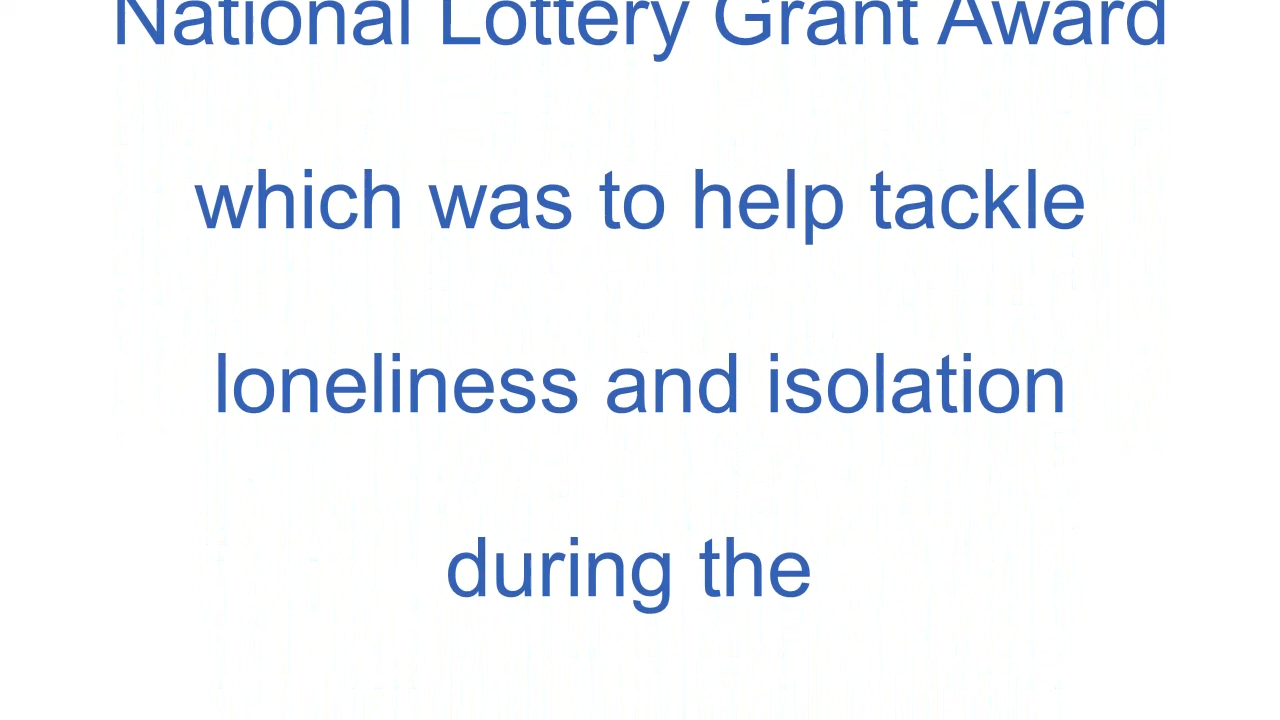 National Lottery Grant Award
which was to help tackle
loneliness and isolation
during the